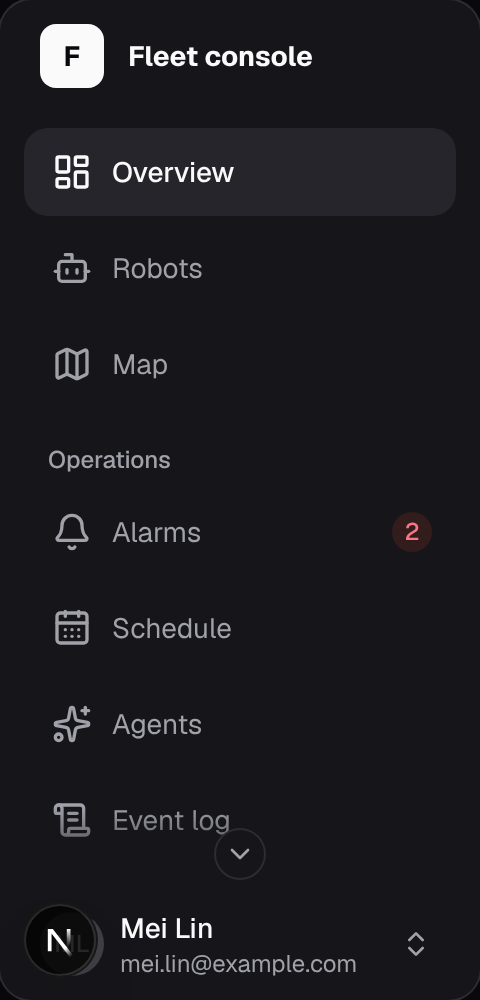 F
Fleet console
Overview
Robots
Map
Operations
Alarms
2
Schedule
Agents
Event log
N
Mei Lin
mei.lin@example.com